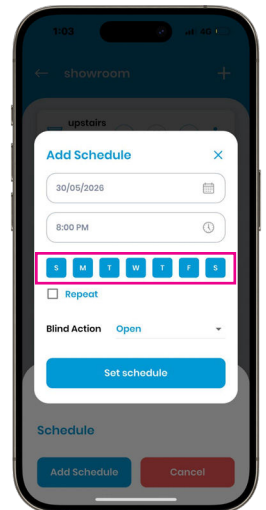 1:03 4G
← showroom +
upstairs
Add Schedule ×
30/05/2026
8:00 PM
S M T W T F S
Repeat
Blind Action Open
Set schedule
Schedule
Add Schedule Cancel